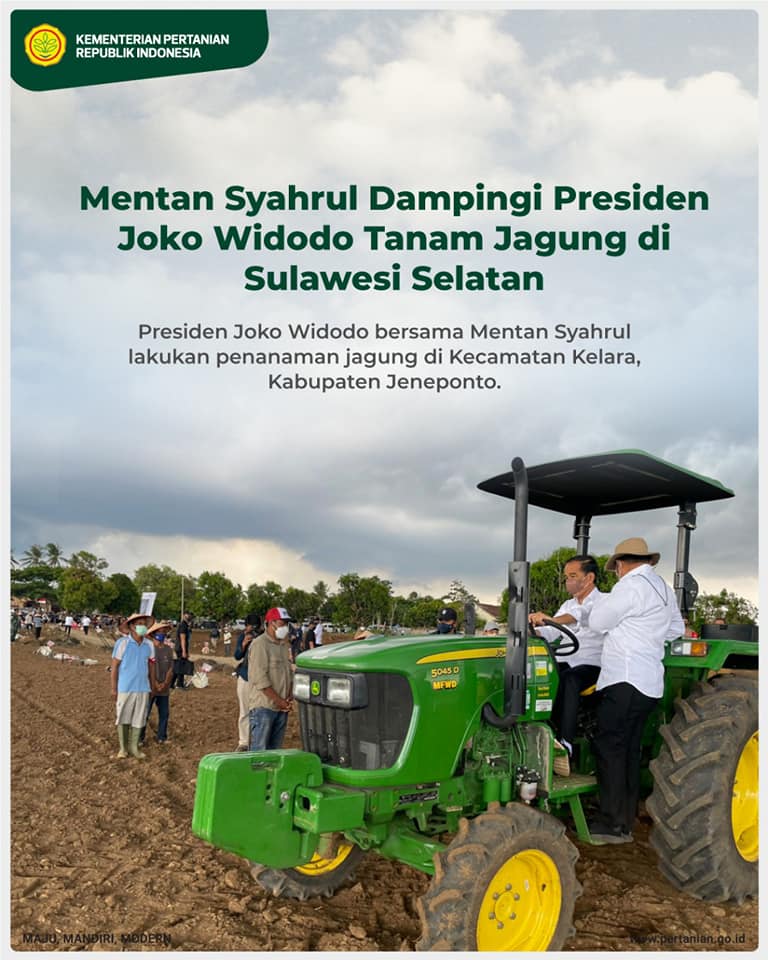 KEMENTERIAN PERTANIAN
REPUBLIK INDONESIA
Mentan Syahrul Dampingi Presiden
Joko Widodo Tanam Jagung di
Sulawesi Selatan
Presiden Joko Widodo bersama Mentan Syahrul
lakukan penanaman jagung di Kecamatan Kelara,
Kabupaten Jeneponto.
5045 D
MFWD
MAJU, MANDIRI, MODERN
www.pertanian.go.id